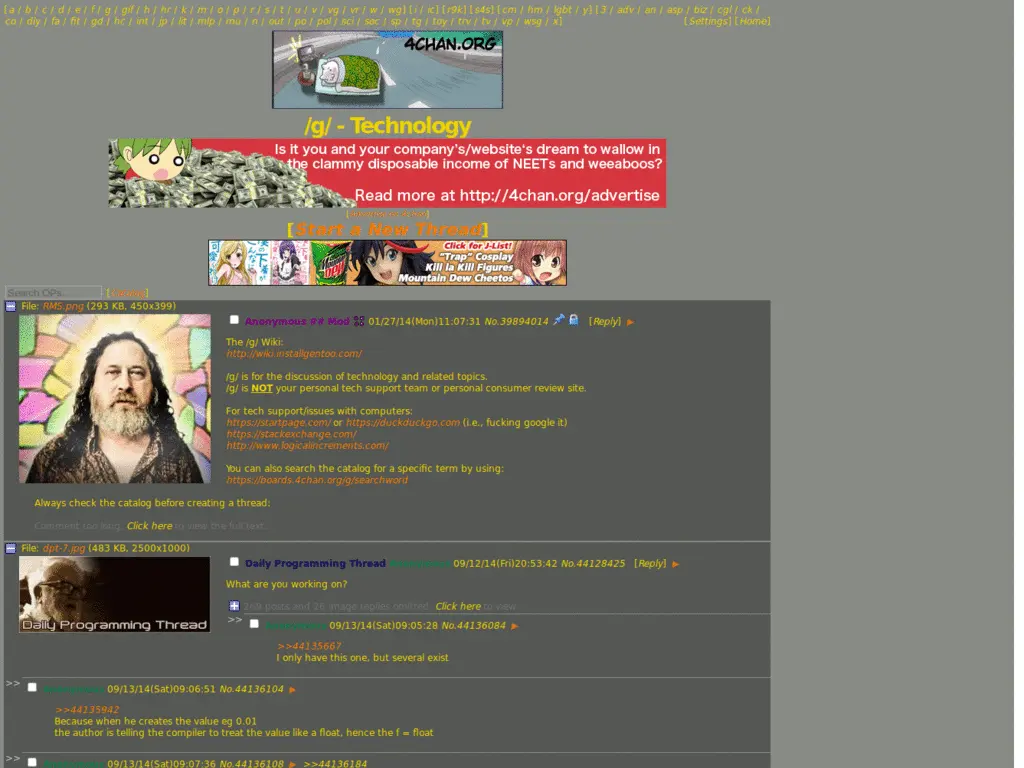 [a / b / c / d / e / f / g / gif / h / hr / k / m / o / p / r / s / t / u / v / vg / vr / w / wg] [i / ic] [r9k] [s4s] [cm / hm / lgbt / y] [3 / adv / an / asp / biz / cgl / ck /
co / diy / fa / fit / gd / hc / int / jp / lit / mlp / mu / n / out / po / pol / sci / soc / sp / tg / toy / trv / tv / vp / wsg / x] [Settings] [Home]
4CHAN.ORG
/g/ - Technology
Is it you and your company's/website's dream to wallow in
the clammy disposable income of NEETs and weeaboos?
Read more at http://4chan.org/advertise
[Start a New Thread]
Click for J-List!
"Trap" Cosplay
Kill la Kill Figures
Mountain Dew Cheetos
Search OPs…
File: RMS.png (293 KB, 450x399)
Anonymous ## Mod 01/27/14(Mon)11:07:31 No.39894014 [Reply] ▶
The /g/ Wiki:
http://wiki.installgentoo.com/
/g/ is for the discussion of technology and related topics.
/g/ is NOT your personal tech support team or personal consumer review site.
For tech support/issues with computers:
https://startpage.com/ or https://duckduckgo.com (i.e., fucking google it)
https://stackexchange.com/
http://www.logicalincrements.com/
You can also search the catalog for a specific term by using:
https://boards.4chan.org/g/searchword
Always check the catalog before creating a thread:
Comment too long. Click here to view the full text.
File: dpt-7.jpg (483 KB, 2500x1000)
Daily Programming Thread
Daily Programming Thread Anonymous 09/12/14(Fri)20:53:42 No.44128425 [Reply] ▶
What are you working on?
posts and 26 image replies omitted. Click here to view.
>> Anonymous 09/13/14(Sat)09:05:28 No.44136084 ▶
>>44135667
I only have this one, but several exist
>> Anonymous 09/13/14(Sat)09:06:51 No.44136104 ▶
>>44135942
Because when he creates the value eg 0.01
the author is telling the compiler to treat the value like a float, hence the f = float
>> Anonymous 09/13/14(Sat)09:07:36 No.44136108 ▶ >>44136184